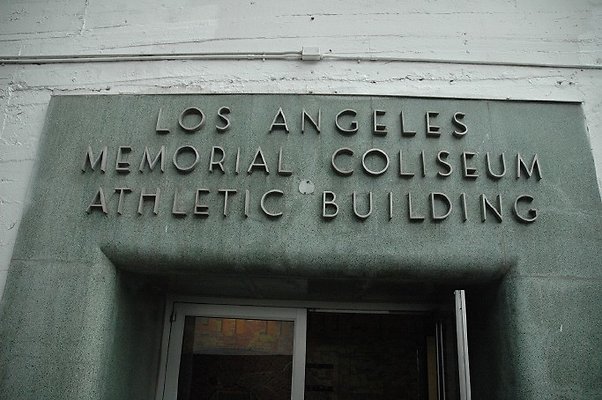 LOS ANGELES
MEMORIAL COLISEUM
ATHLETIC BUILDING